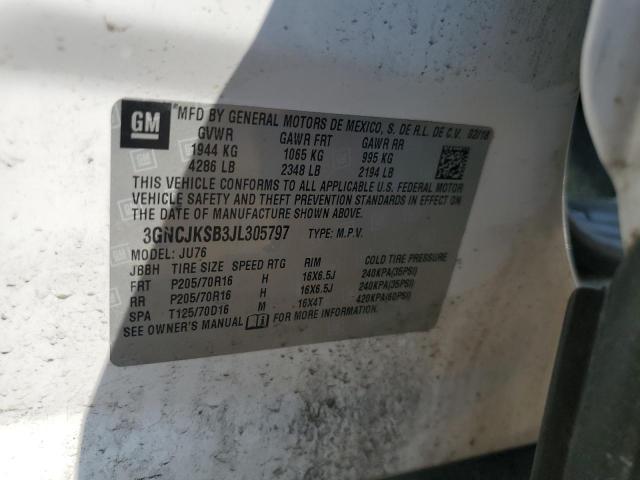 GM
MFD BY GENERAL MOTORS DE MEXICO, S. DE R.L. DE C.V. 02/18
GVWR GAWR FRT GAWR RR
1944 KG 1065 KG 995 KG
4286 LB 2348 LB 2194 LB
THIS VEHICLE CONFORMS TO ALL APPLICABLE U.S. FEDERAL MOTOR
VEHICLE SAFETY AND THEFT PREVENTION STANDARDS IN EFFECT ON
THE DATE OF MANUFACTURE SHOWN ABOVE.
3GNCJKSB3JL305797 TYPE: M.P.V.
MODEL: JU76
JBBH TIRE SIZE SPEED RTG RIM COLD TIRE PRESSURE
FRT P205/70R16 H 16X6.5J 240KPA(35PSI)
RR P205/70R16 H 16X6.5J 240KPA(35PSI)
SPA T125/70D16 M 16X4T 420KPA(60PSI)
SEE OWNER'S MANUAL FOR MORE INFORMATION